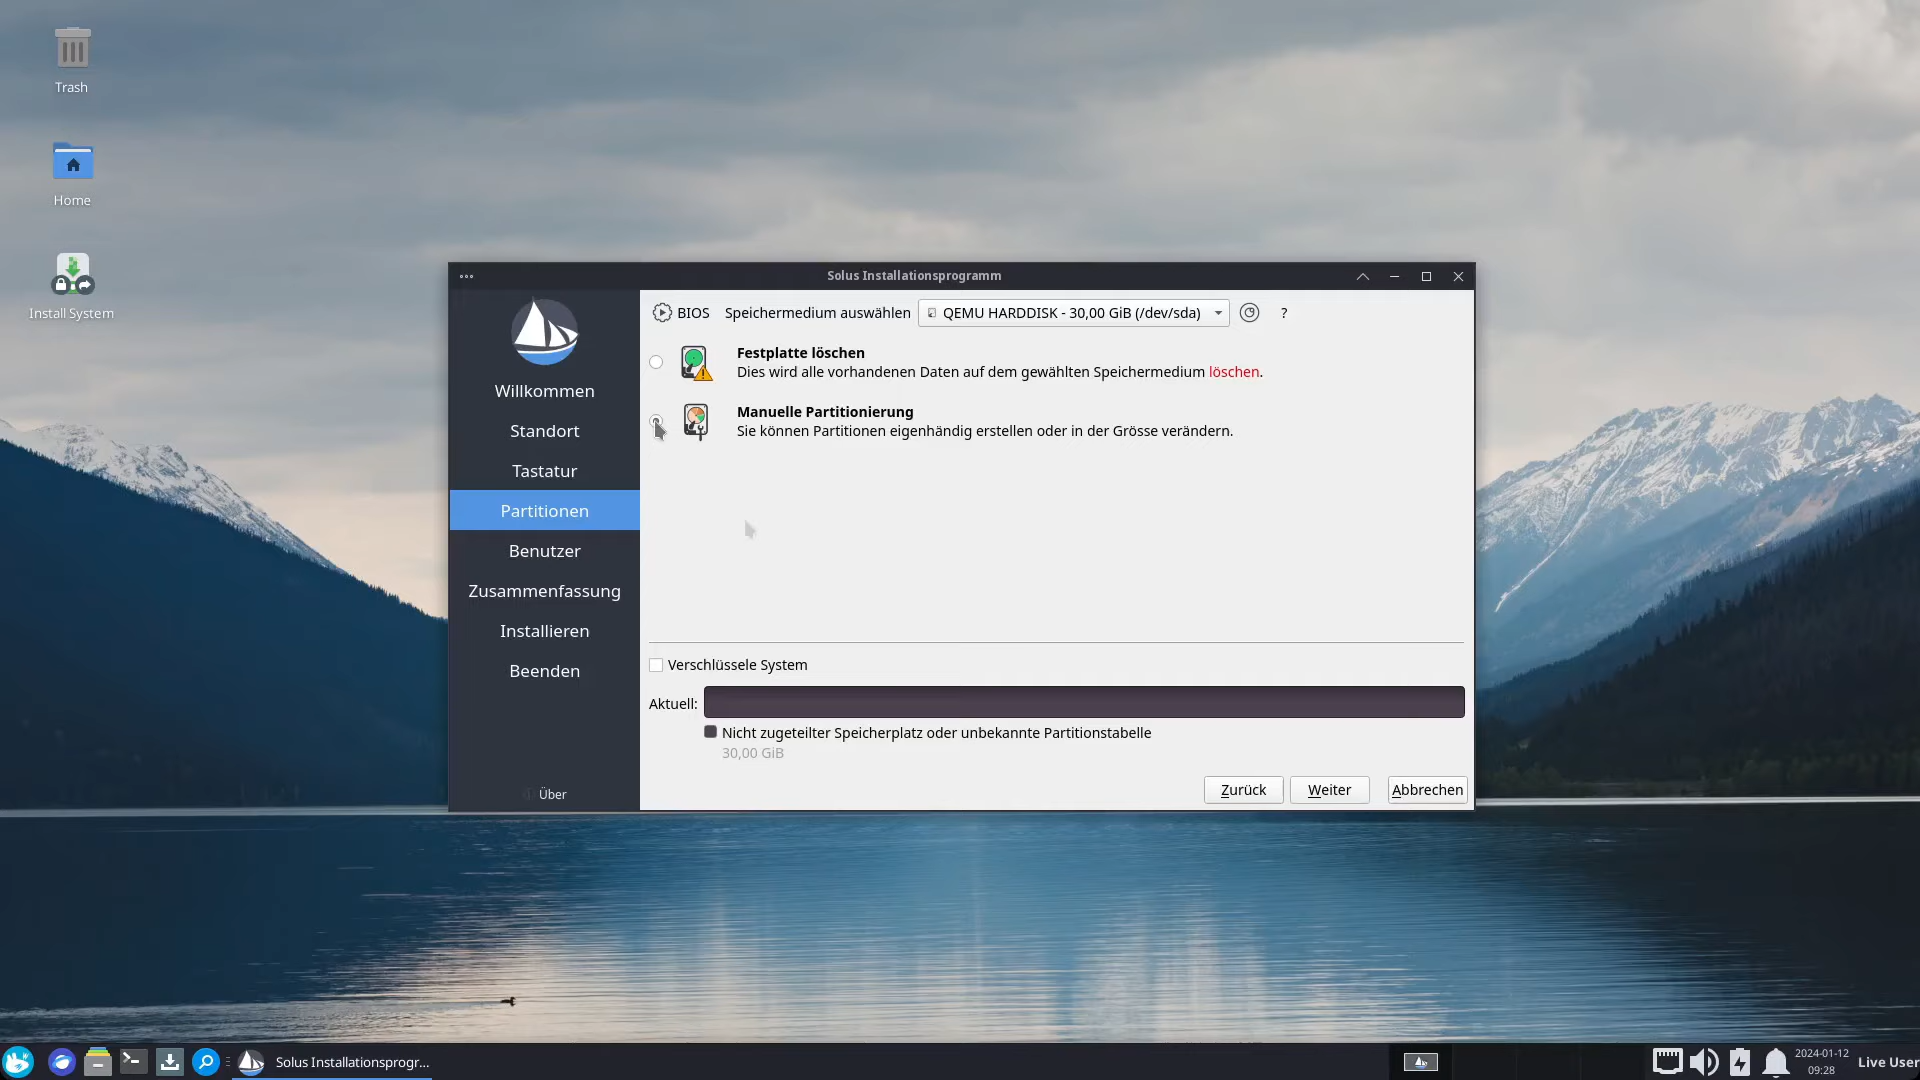 Trash
Home
Install System
Solus Installationsprogramm
Willkommen
Standort
Tastatur
Partitionen
Benutzer
Zusammenfassung
Installieren
Beenden
Über
BIOS Speichermedium auswählen QEMU HARDDISK - 30,00 GiB (/dev/sda) ?
Festplatte löschen
Dies wird alle vorhandenen Daten auf dem gewählten Speichermedium löschen.
Manuelle Partitionierung
Sie können Partitionen eigenhändig erstellen oder in der Grösse verändern.
Verschlüssele System
Aktuell:
Nicht zugeteilter Speicherplatz oder unbekannte Partitionstabelle
30,00 GiB
Zurück Weiter Abbrechen
Solus Installationsprogr...
2024-01-12
09:28
Live User